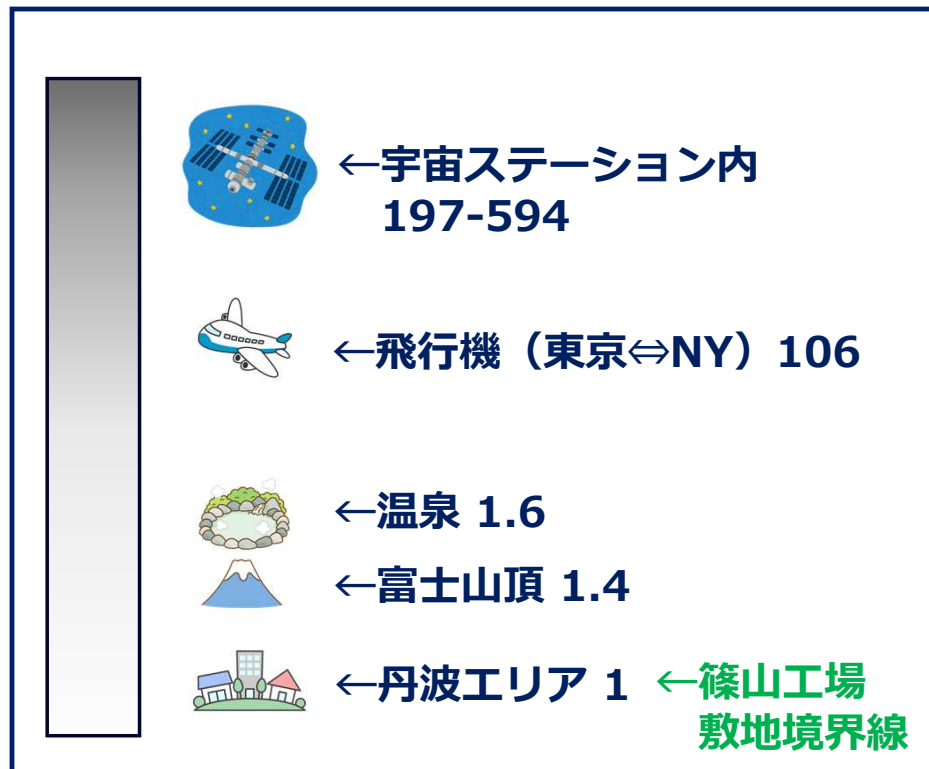 ←宇宙ステーション内
197-594
←飛行機（東京⇔NY）106
←温泉 1.6
←富士山頂 1.4
←丹波エリア 1 ←篠山工場
敷地境界線